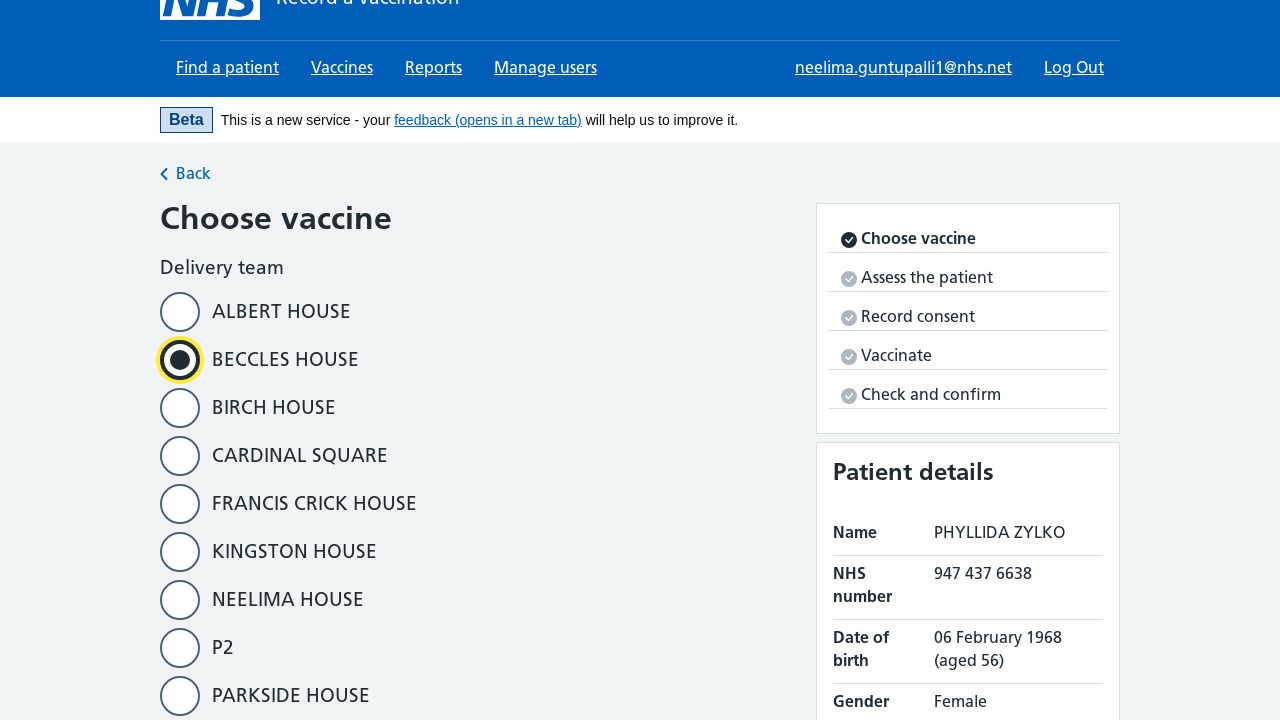 NHS Record a vaccination
Find a patient Vaccines Reports Manage users neelima.guntupalli1@nhs.net Log Out
Beta This is a new service - your feedback (opens in a new tab) will help us to improve it.
Back
Choose vaccine
Delivery team
ALBERT HOUSE
BECCLES HOUSE
BIRCH HOUSE
CARDINAL SQUARE
FRANCIS CRICK HOUSE
KINGSTON HOUSE
NEELIMA HOUSE
P2
PARKSIDE HOUSE
Choose vaccine
Assess the patient
Record consent
Vaccinate
Check and confirm
Patient details
Name PHYLLIDA ZYLKO
NHS 947 437 6638
number
Date of 06 February 1968
birth (aged 56)
Gender Female